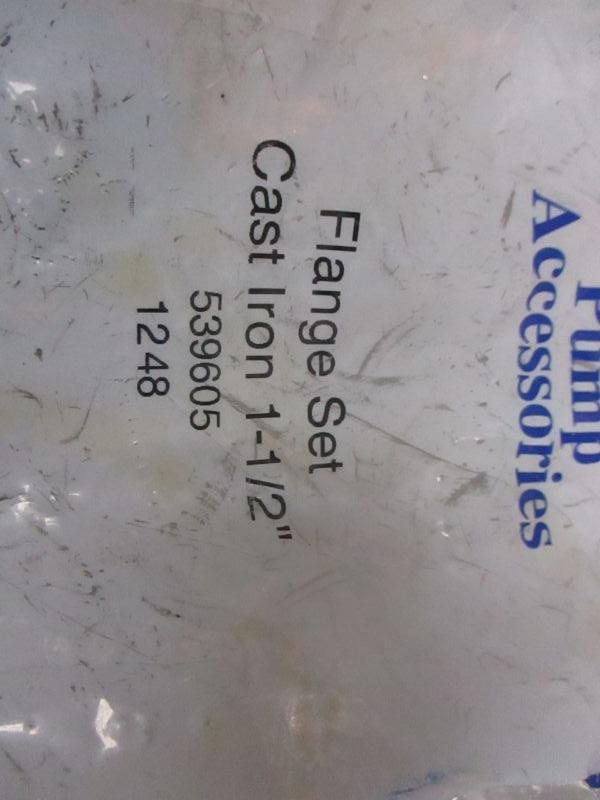 Pump
Accessories
Flange Set
Cast Iron 1-1/2"
539605
1248